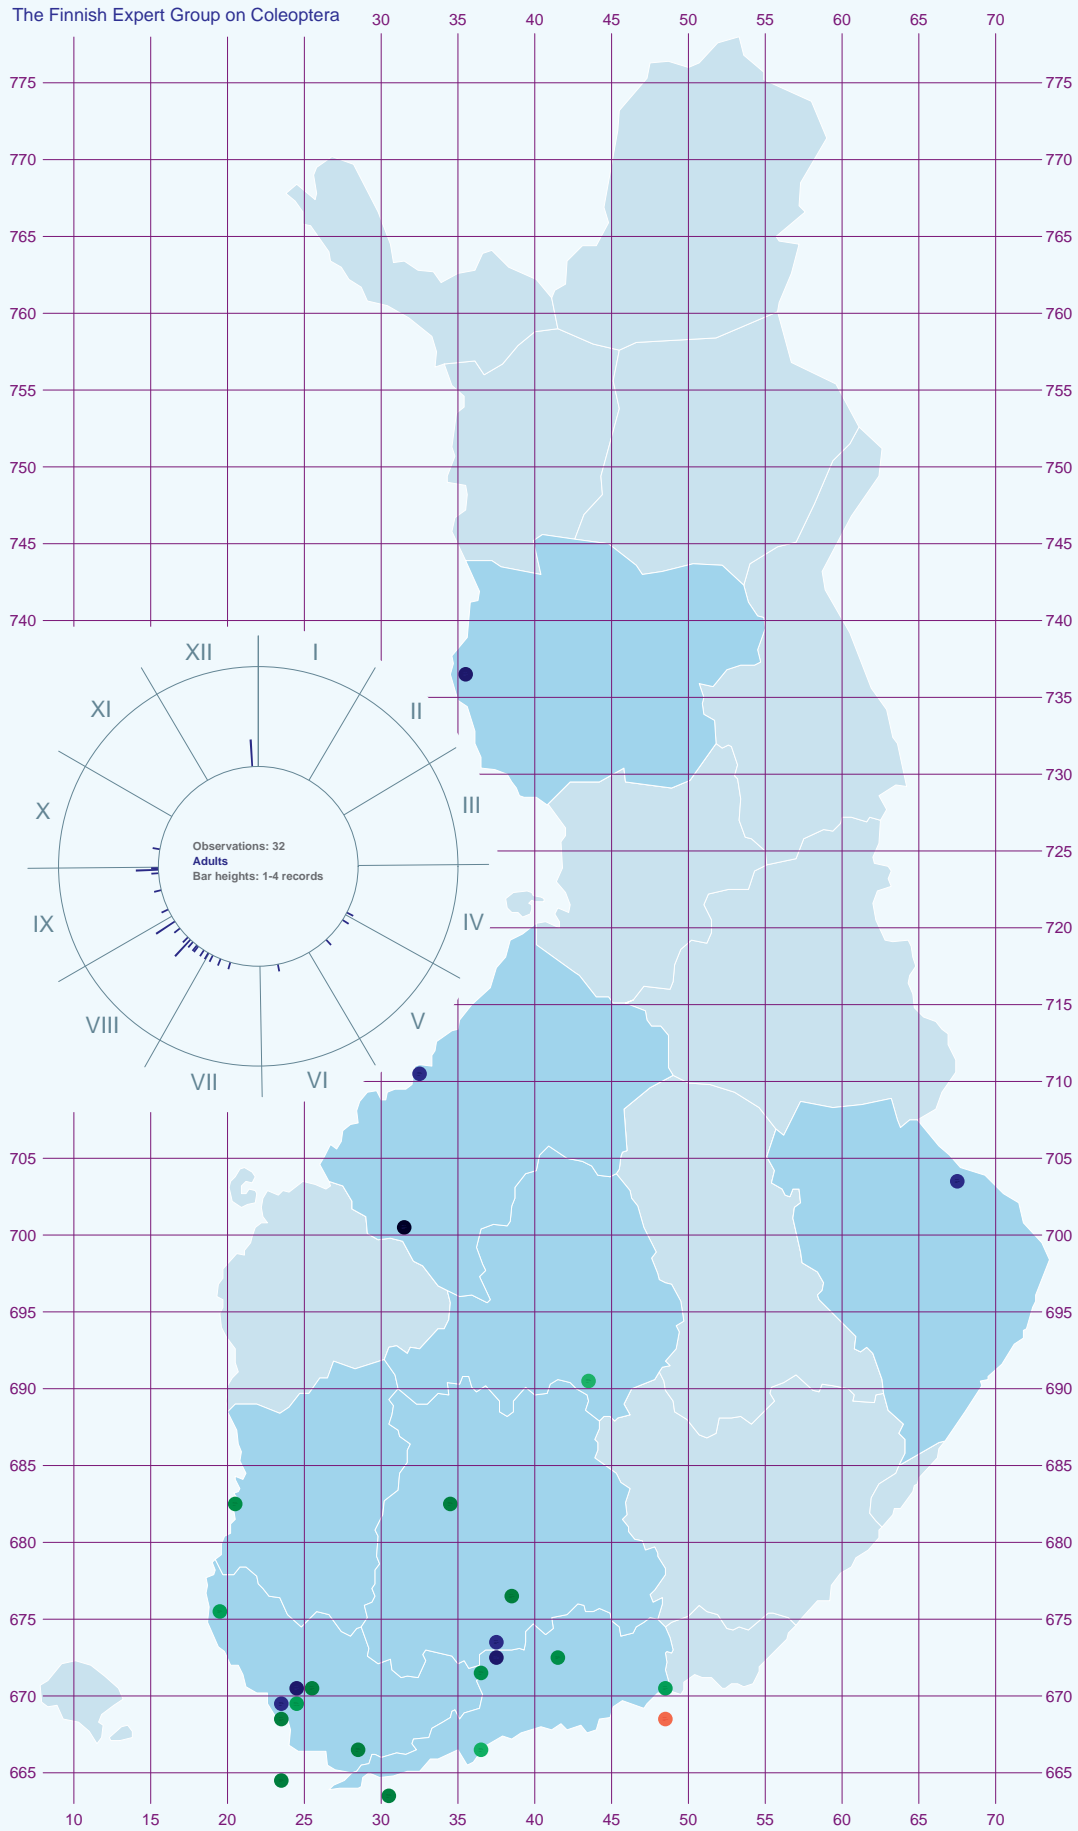 The Finnish Expert Group on Coleoptera
30 35 40 45 50 55 60 65 70
775 775
770 770
765 765
760 760
755 755
750 750
745 745
740 740
XII I
XI II
735
730
X III
Observations: 32
Adults
Bar heights: 1-4 records
725
IX IV
720
715
VIII V
VII VI
710
705 705
700 700
695 695
690 690
685 685
680 680
675 675
670 670
665 665
10 15 20 25 30 35 40 45 50 55 60 65 70